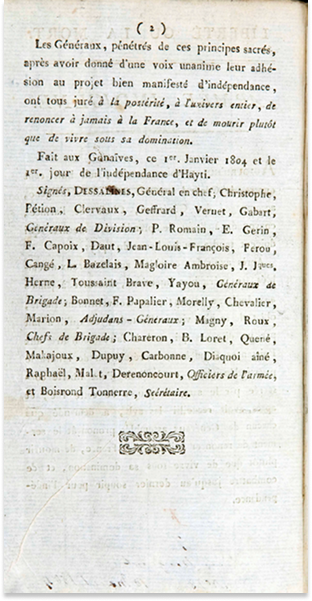 ( 2 )
Les Généraux, pénétrés de ces principes sacrés,
après avoir donné d'une voix unanime leur adhé-
sion au projet bien manifesté d'indépendance,
ont tous juré à la postérité, à l'univers entier, de
renoncer à jamais à la France, et de mourir plutôt
que de vivre sous sa domination.
Fait aux Gonaïves, ce 1er. Janvier 1804 et le
1er. jour de l'indépendance d'Hayti.
Signés, DESSALINES, Général en chef; Christophe,
Pétion, Clervaux, Geffrard, Vernet, Gabart,
Généraux de Division; P. Romain, E. Gerin,
F. Capoix, Daut, Jean-Louis-François, Ferou,
Cangé, L. Bazelais, Magloire Ambroise, J. Jques.
Herne, Toussaint Brave, Yayou, Généraux de
Brigade; Bonnet, F. Papalier, Morelly, Chevalier,
Marion, Adjudans-Généraux; Magny, Roux,
Chefs de Brigade; Chareron, B. Loret, Quené,
Makajoux, Dupuy, Carbonne, Diaquoi aîné,
Raphaël, Malet, Derenoncourt, Officiers de l'armée,
et Boisrond Tonnerre, Secrétaire.